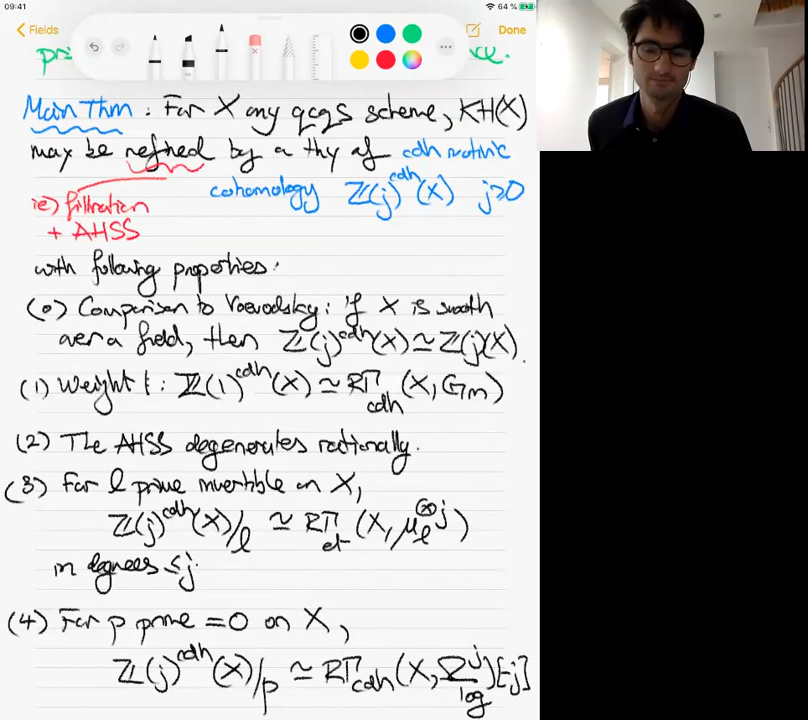 09:41
64 %
Fields
Done
Main Thm : For X any qcqs scheme, KH(X)
may be refined by a thy of cdh motivic
cohomology ℤ(j)^cdh(X) j≥0
ie) filtration
+ AHSS
with following properties:
(0) Comparison to Voevodsky: if X is smooth
over a field, then ℤ(j)^cdh(X) ≃ ℤ(j)(X).
(1) Weight 1 : ℤ(1)^cdh(X) ≃ RΓ_cdh(X, 𝔾m)
(2) The AHSS degenerates rationally.
(3) For l prime invertible on X,
ℤ(j)^cdh(X)/l ≃ RΓ_et(X, μ_l^⊗j)
in degrees ≤j
(4) For p prime =0 on X,
ℤ(j)^cdh(X)/p ≃ RΓ_cdh(X, Ω^j_log)[-j]